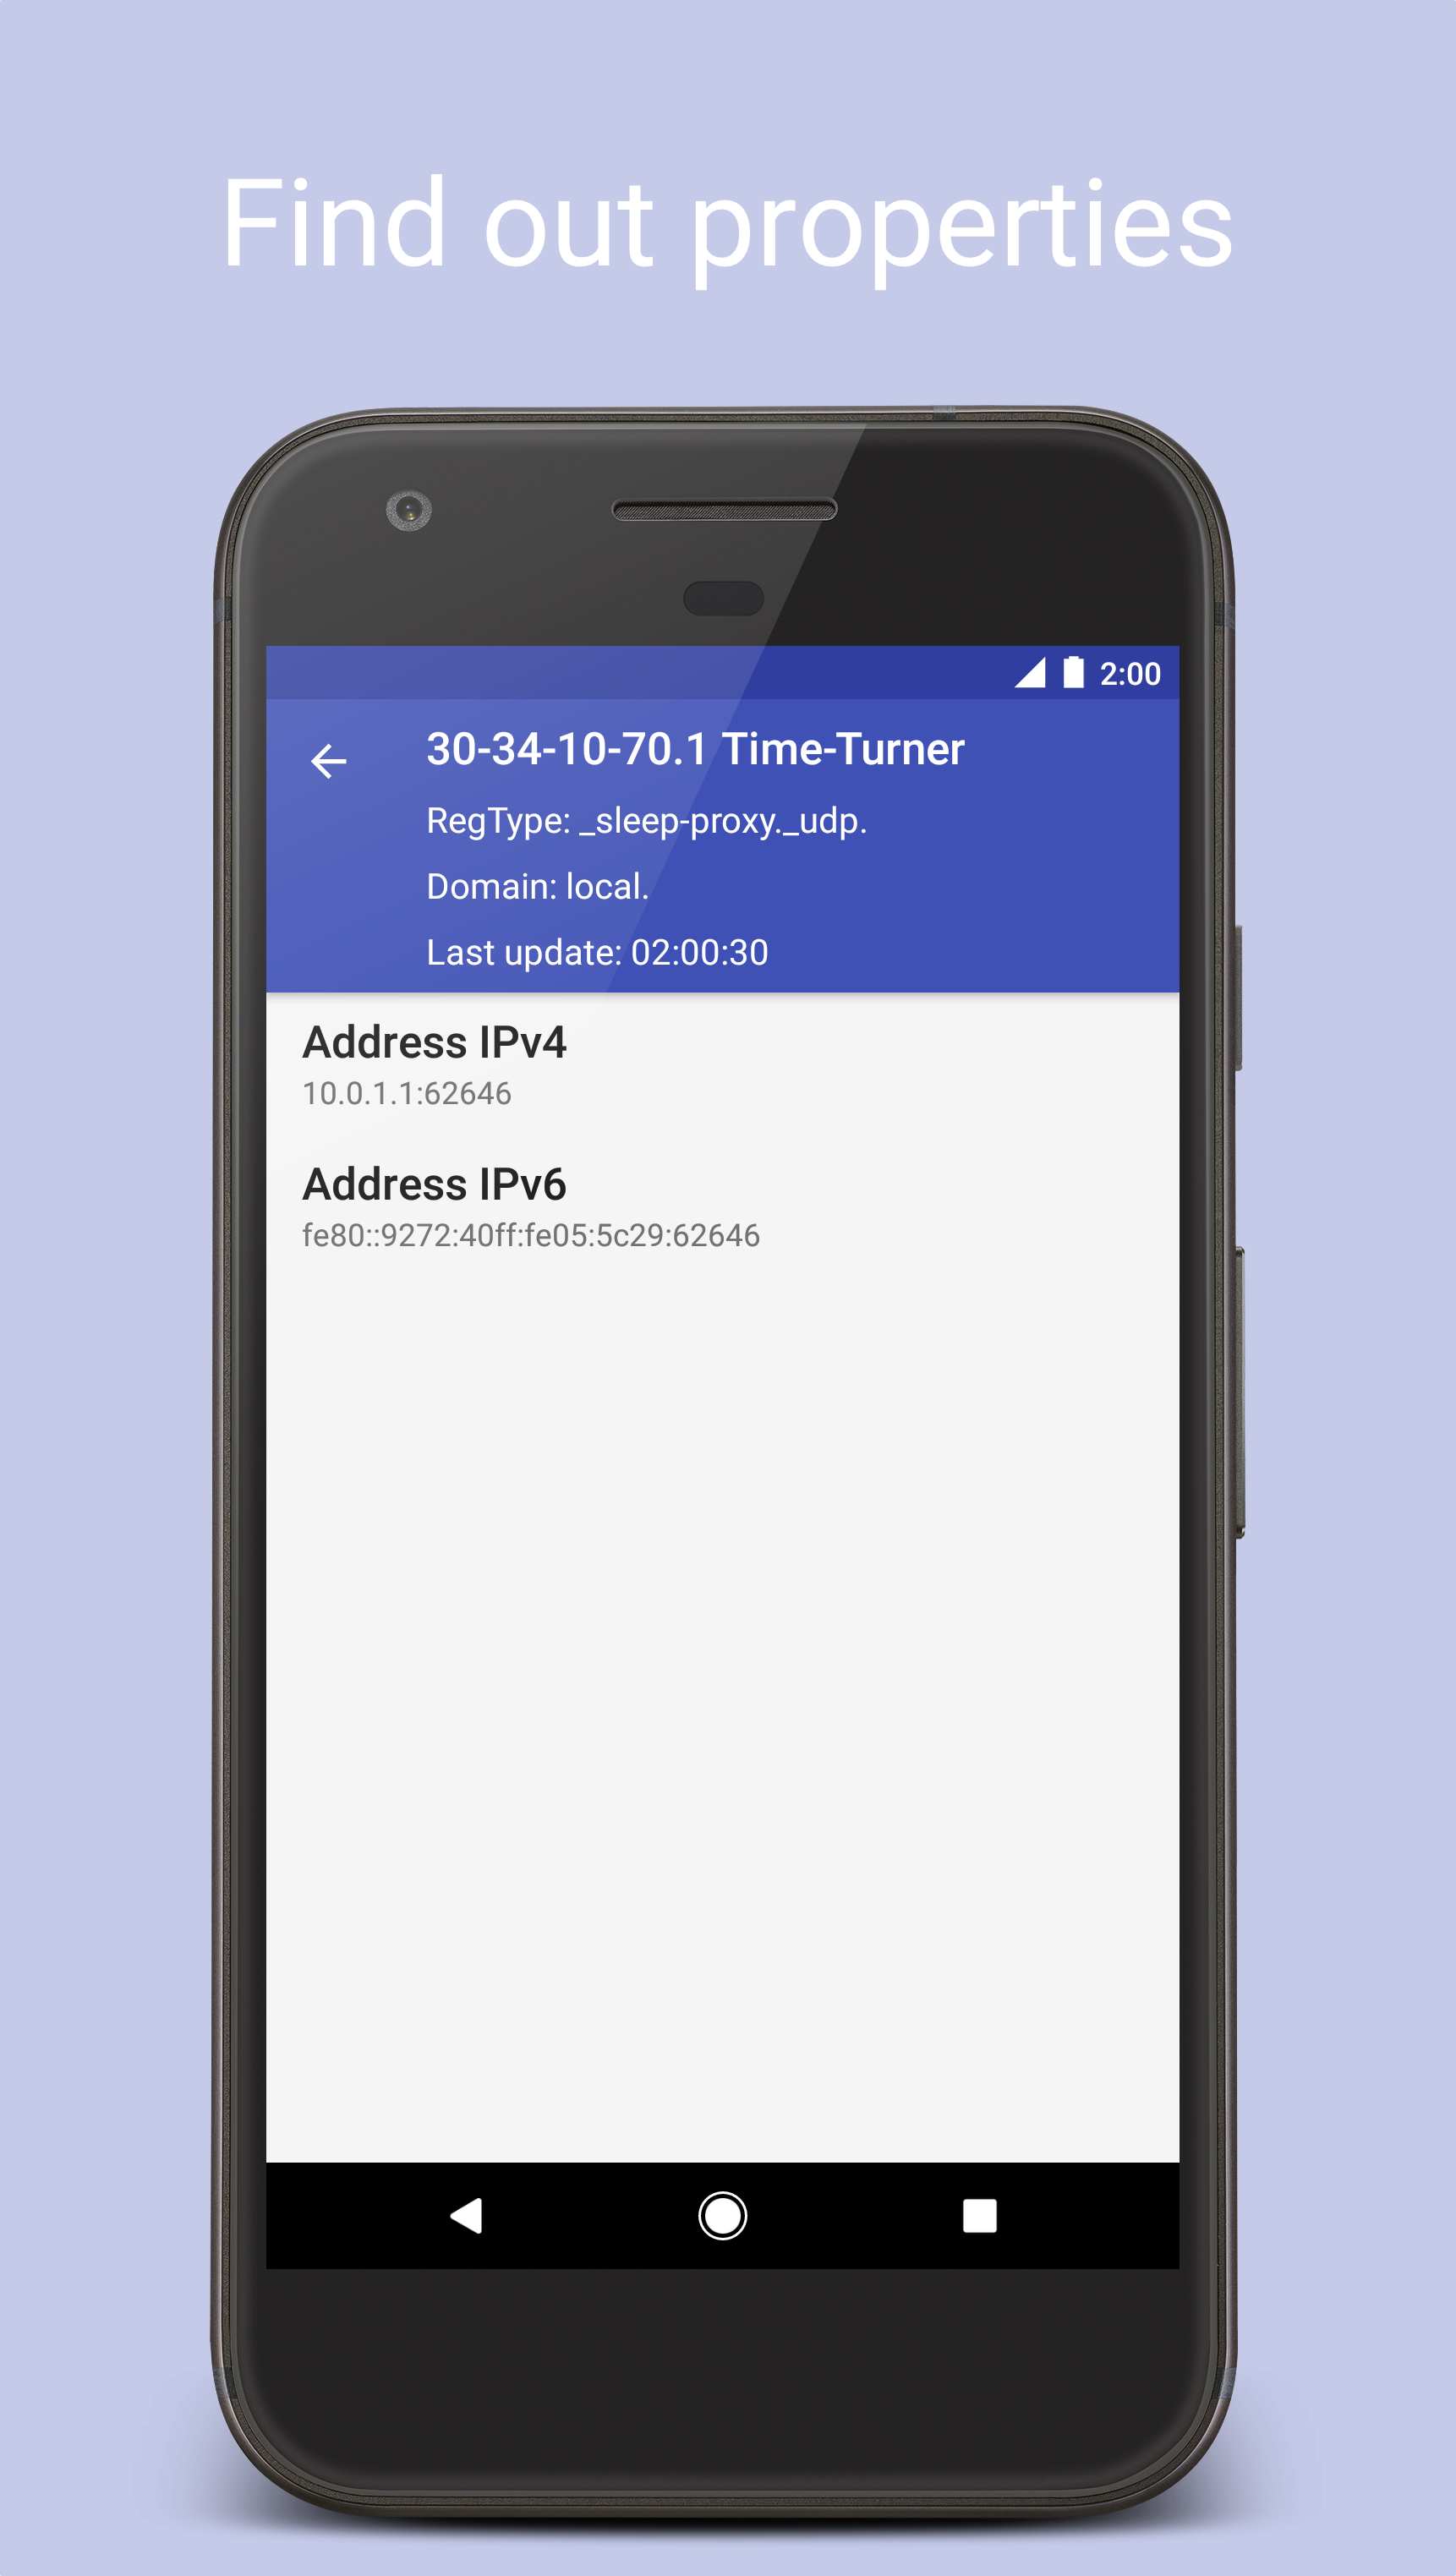 Find out properties
2:00
30-34-10-70.1 Time-Turner
RegType: _sleep-proxy._udp.
Domain: local.
Last update: 02:00:30
Address IPv4
10.0.1.1:62646
Address IPv6
fe80::9272:40ff:fe05:5c29:62646